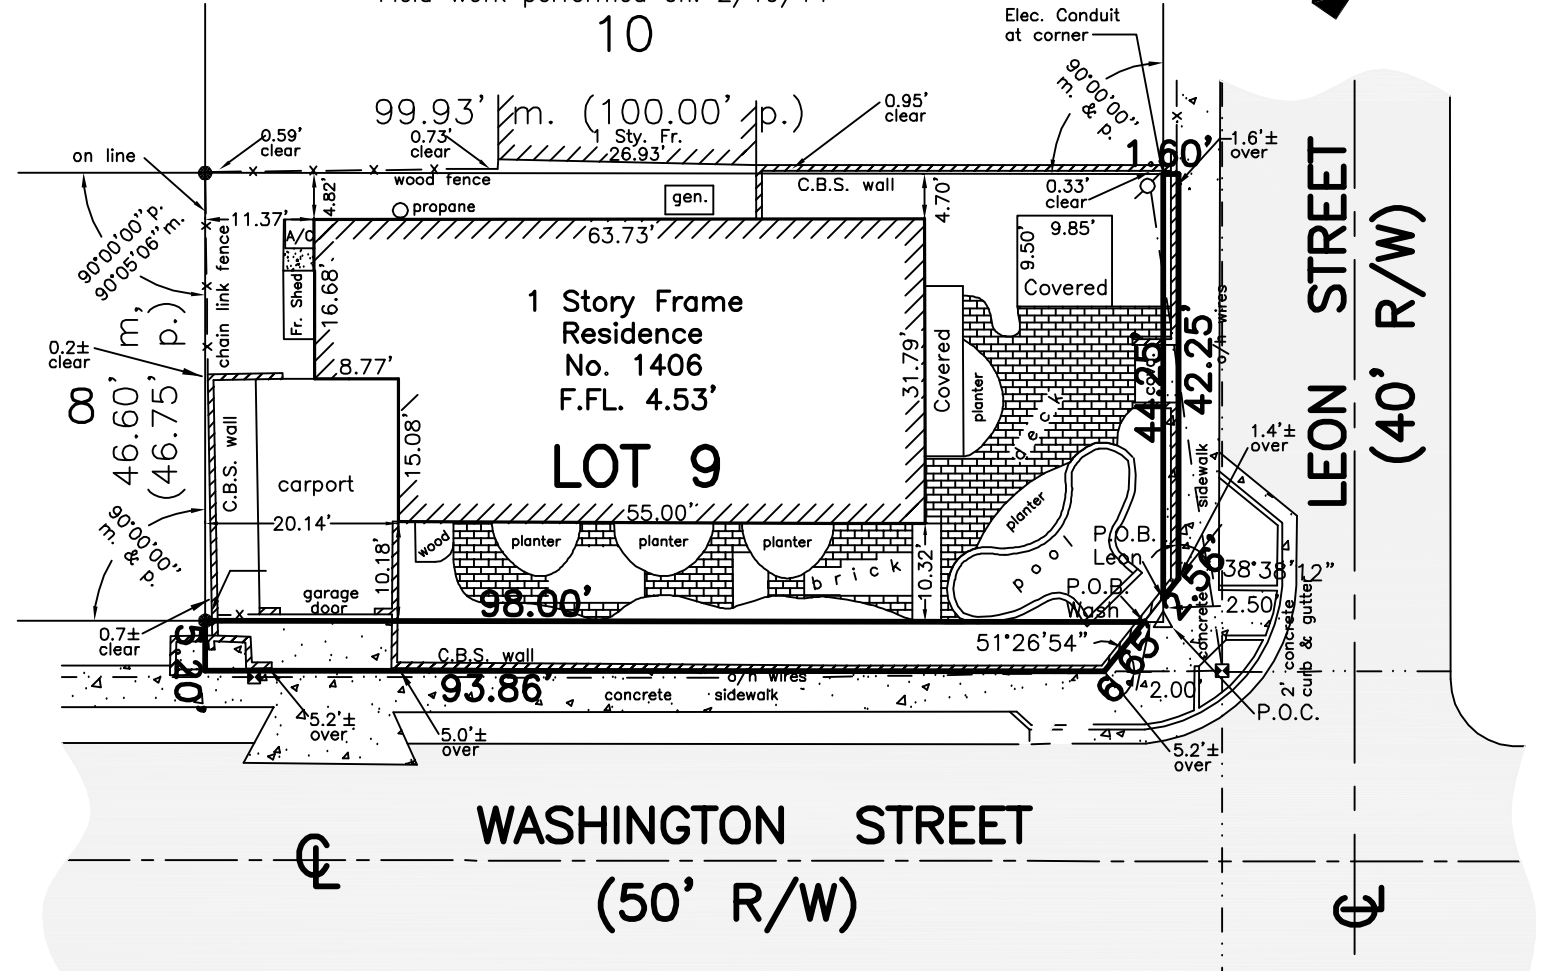 10
Elec. Conduit
at corner
99.93' m. (100.00' p.)
90°00'00"
m. & p.
0.59'
clear
0.73'
clear
1 Sty. Fr.
26.93'
0.95'
clear
1.60'
1.6'±
over
on line
wood fence
C.B.S. wall
0.33'
clear
4.82'
propane
gen.
4.70'
90°00'00" p.
90°05'06" m.
11.37'
A/C
63.73'
9.50'
9.85'
Covered
chain link fence
Fr. Shed
16.68'
1 Story Frame
Residence
No. 1406
F.FL. 4.53'
LOT 9
8.77'
31.79'
Covered
planter
deck
44.25'
42.25'
o/h wires
LEON STREET
(40' R/W)
0.2±
clear
8
46.60' m,
(46.75' p.)
C.B.S. wall
carport
15.08'
20.14'
55.00'
1.4'±
over
sidewalk
planter
pool
P.O.B.
Leon
P.O.B.
Wash
90°00'00"
m. & p.
wood
planter
planter
planter
brick
10.18'
10.32'
garage
door
98.00'
2.56'
38°38'12"
2.50'
concrete
2' concrete
curb & gutter
0.7±
clear
5.20'
C.B.S. wall
51°26'54"
6.65'
93.86'
o/h wires
concrete
sidewalk
2.00'
P.O.C.
5.2'±
over
5.0'±
over
5.2'±
over
WASHINGTON STREET
(50' R/W)